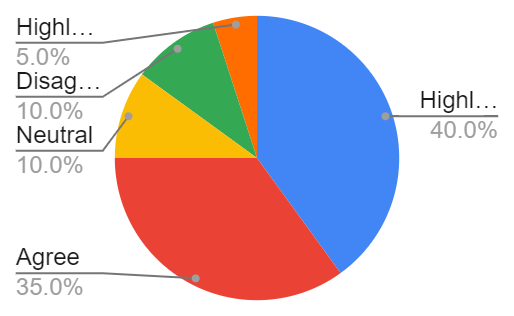 Highl…
5.0%
Disag…
10.0%
Neutral
10.0%
Agree
35.0%
Highl…
40.0%